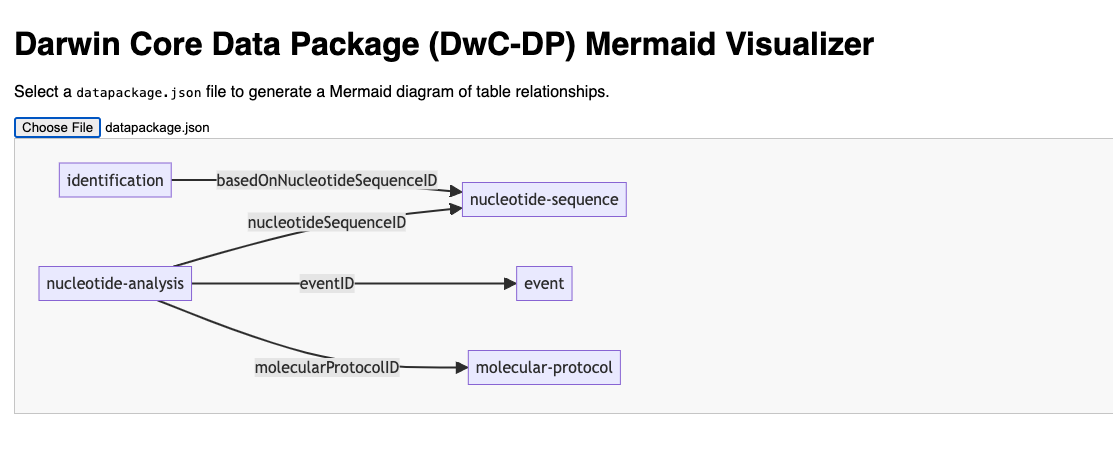 Darwin Core Data Package (DwC-DP) Mermaid Visualizer
Select a datapackage.json file to generate a Mermaid diagram of table relationships.
Choose File datapackage.json
identification
basedOnNucleotideSequenceID
nucleotide-sequence
nucleotideSequenceID
nucleotide-analysis
eventID
event
molecularProtocolID
molecular-protocol